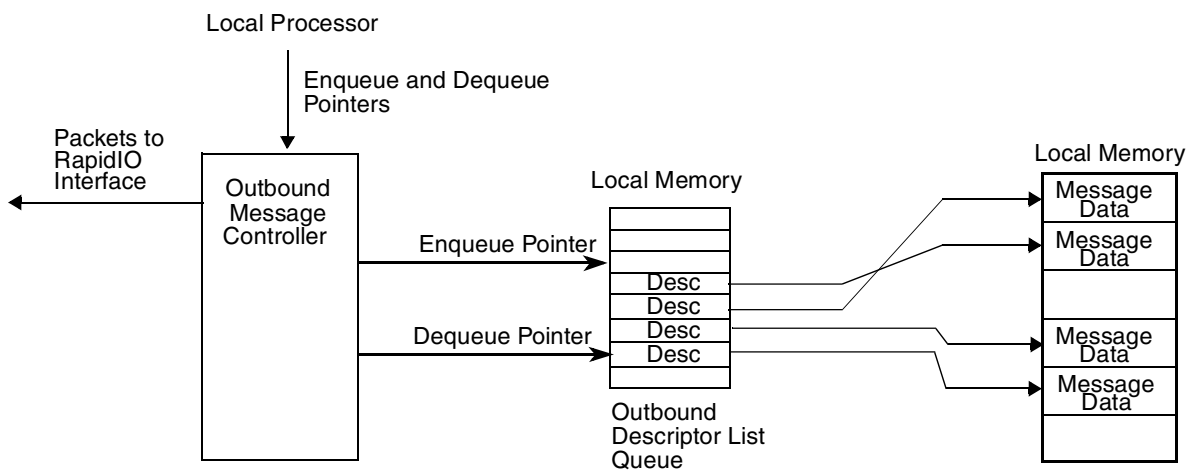 Local Processor
Enqueue and Dequeue
Pointers
Packets to
RapidIO
Interface
Outbound
Message
Controller
Enqueue Pointer
Dequeue Pointer
Local Memory
Desc
Desc
Desc
Desc
Outbound
Descriptor List
Queue
Local Memory
Message
Data
Message
Data
Message
Data
Message
Data